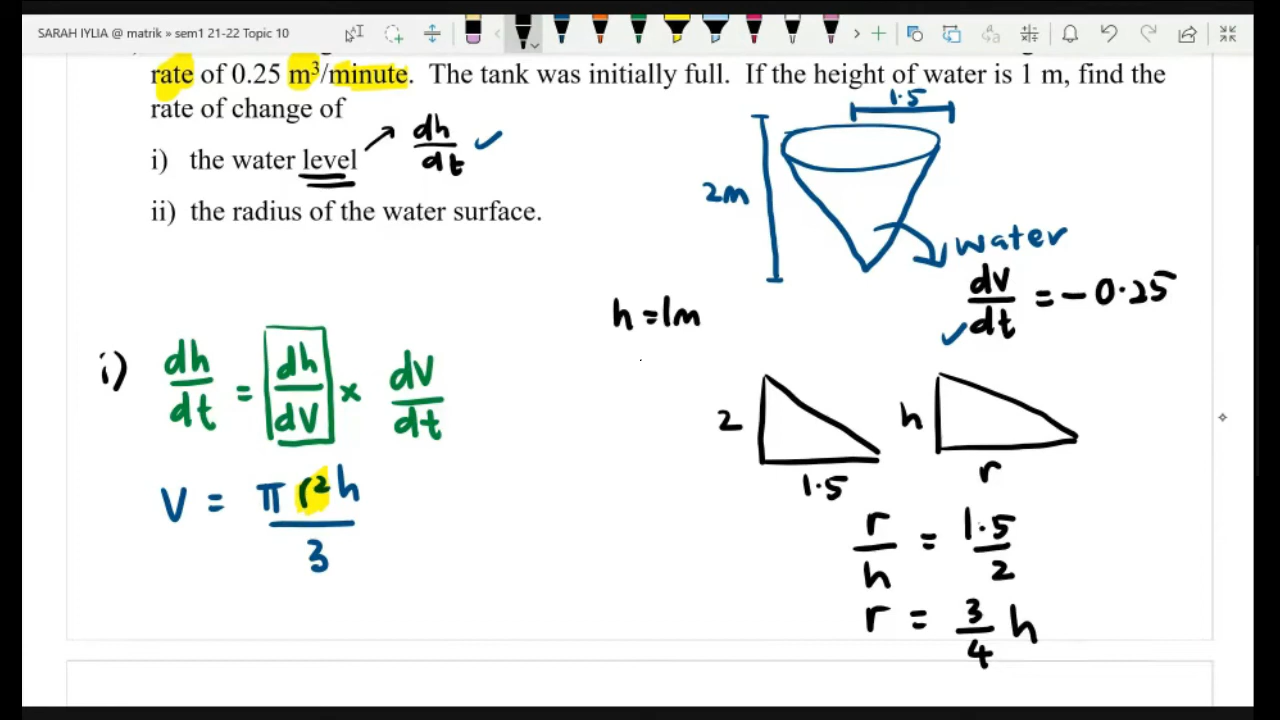 SARAH IYLIA @ matrik » sem1 21-22 Topic 10
rate of 0.25 m³/minute. The tank was initially full. If the height of water is 1 m, find the
rate of change of
i) the water level
dh/dt
ii) the radius of the water surface.
1.5
2m
water
dv/dt = -0.25
h = 1m
i) dh/dt = dh/dV × dV/dt
V = πr²h/3
2
1.5
h
r
r/h = 1.5/2
r = 3/4 h